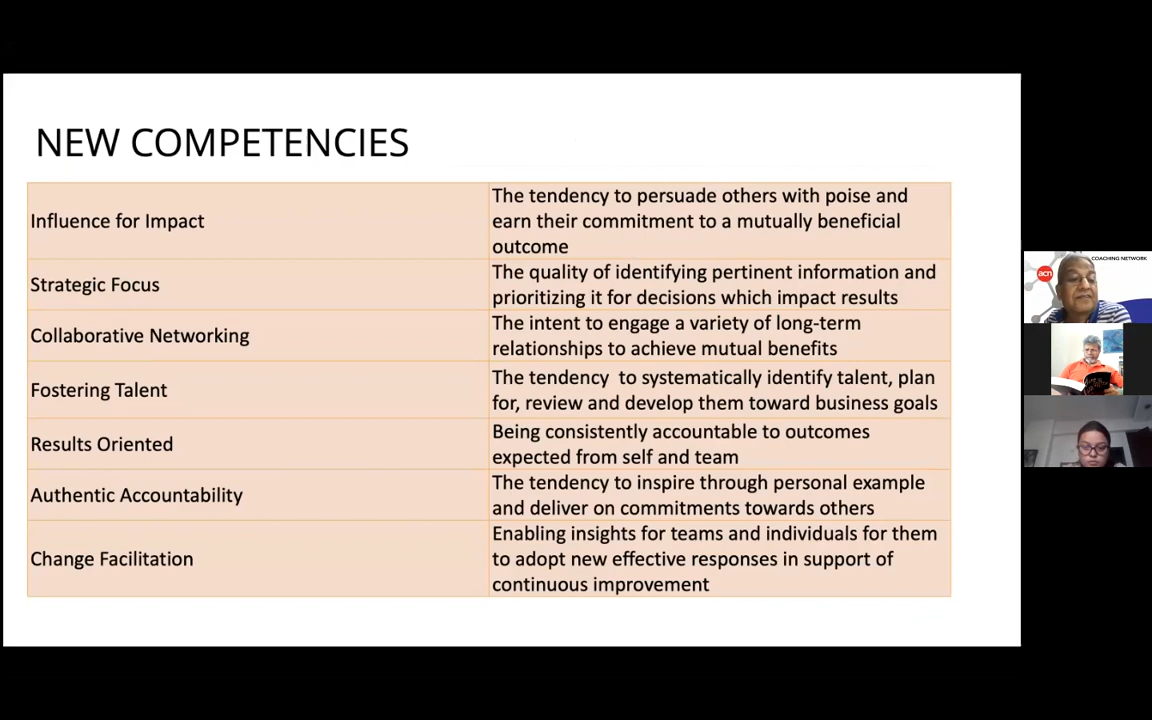 NEW COMPETENCIES
Influence for Impact
The tendency to persuade others with poise and
earn their commitment to a mutually beneficial
outcome
Strategic Focus
The quality of identifying pertinent information and
prioritizing it for decisions which impact results
Collaborative Networking
The intent to engage a variety of long-term
relationships to achieve mutual benefits
Fostering Talent
The tendency  to systematically identify talent, plan
for, review and develop them toward business goals
Results Oriented
Being consistently accountable to outcomes
expected from self and team
Authentic Accountability
The tendency to inspire through personal example
and deliver on commitments towards others
Change Facilitation
Enabling insights for teams and individuals for them
to adopt new effective responses in support of
continuous improvement
COACHING NETWORK
acn